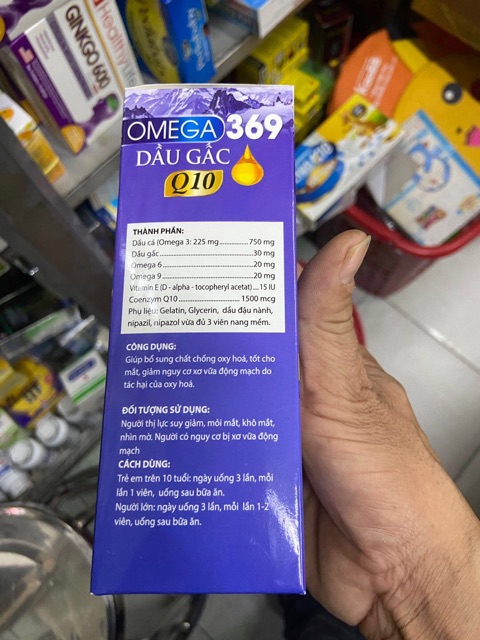 GINKGO 600
Healthy life
OMEGA 369
DẦU GẤC
Q10
THÀNH PHẦN:
Dầu cá (Omega 3: 225 mg..............750 mg
Dầu gấc..............30 mg
Omega 6..............20 mg
Omega 9..............20 mg
Vitamin E (D - alpha - tocopheryl acetat)....15 IU
Coenzym Q10..............1500 mcg
Phụ liệu: Gelatin, Glycerin, dầu đậu nành,
nipazil, nipazol vừa đủ 3 viên nang mềm.
CÔNG DỤNG:
Giúp bổ sung chất chống oxy hoá, tốt cho
mắt, giảm nguy cơ xơ vữa động mạch do
tác hại của oxy hoá.
ĐỐI TƯỢNG SỬ DỤNG:
Người thị lực suy giảm, mỏi mắt, khô mắt,
nhìn mờ. Người có nguy cơ bị xơ vữa động
mạch
CÁCH DÙNG:
Trẻ em trên 10 tuổi: ngày uống 3 lần, mỗi
lần 1 viên, uống sau bữa ăn.
Người lớn: ngày uống 3 lần, mỗi lần 1-2
viên, uống sau bữa ăn.